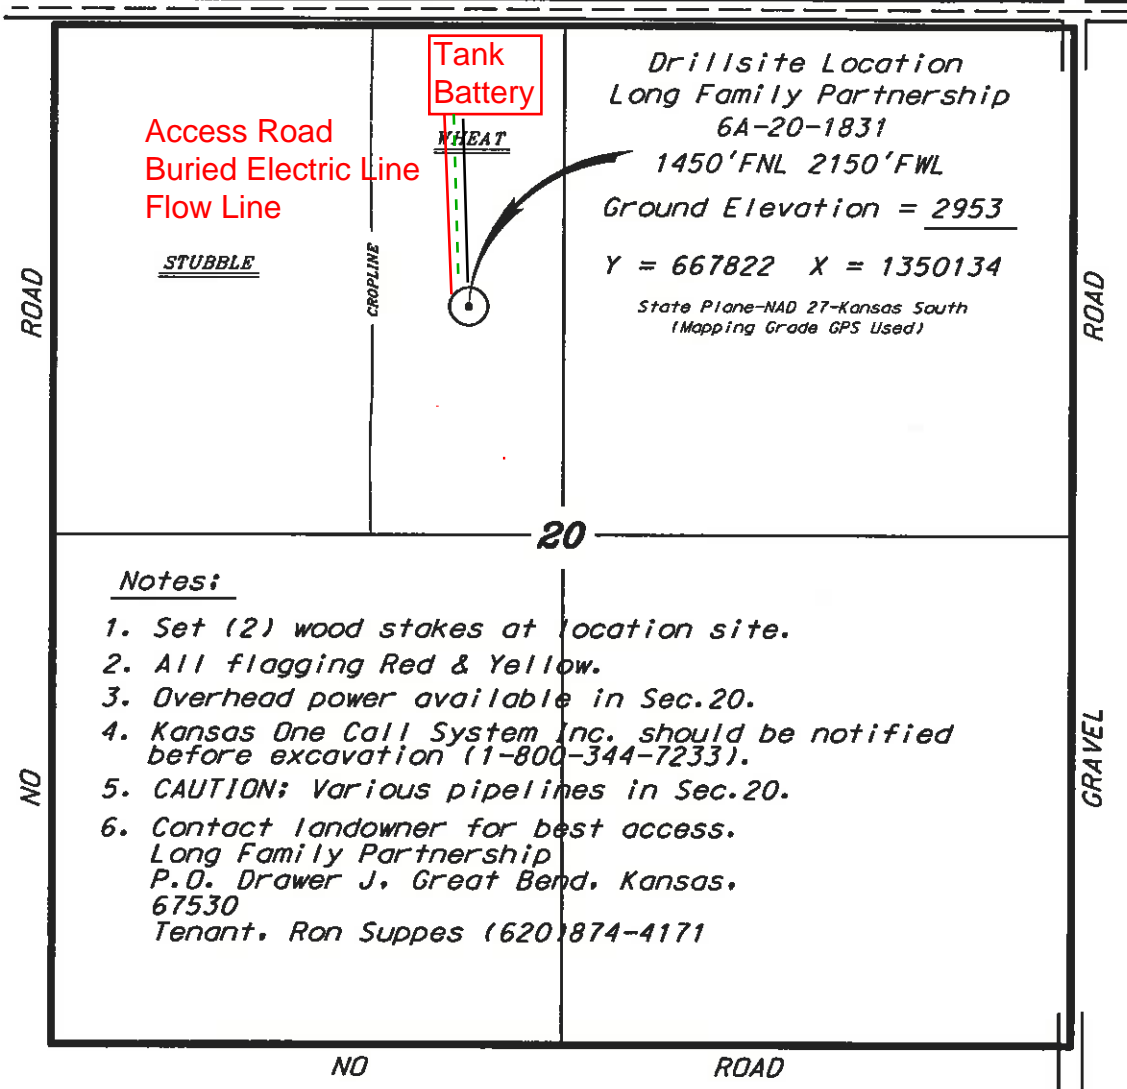 Tank
Battery
Access Road
Buried Electric Line
Flow Line
WHEAT
STUBBLE
CROPLINE
Drillsite Location
Long Family Partnership
6A-20-1831
1450'FNL 2150'FWL
Ground Elevation = 2953
Y = 667822 X = 1350134
State Plane-NAD 27-Kansas South
(Mapping Grade GPS Used)
ROAD
ROAD
20
Notes:
1. Set (2) wood stakes at location site.
2. All flagging Red & Yellow.
3. Overhead power available in Sec.20.
4. Kansas One Call System Inc. should be notified
before excavation (1-800-344-7233).
5. CAUTION: Various pipelines in Sec.20.
6. Contact landowner for best access.
Long Family Partnership
P.O. Drawer J, Great Bend, Kansas,
67530
Tenant, Ron Suppes (620)874-4171
NO
GRAVEL
NO
ROAD